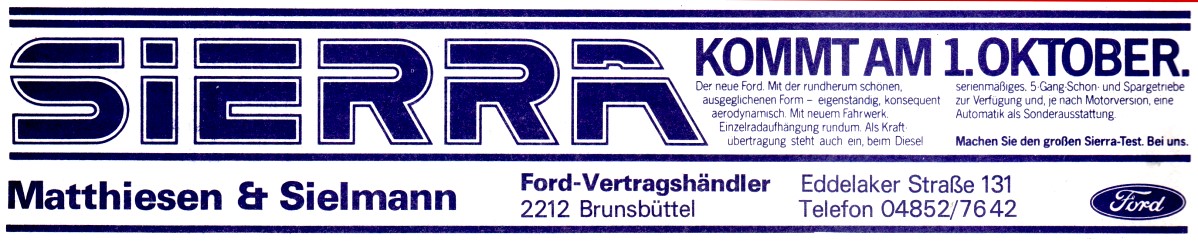 SIERRA
KOMMT AM 1. OKTOBER.
Der neue Ford. Mit der rundherum schönen,
ausgeglichenen Form – eigenständig, konsequent
aerodynamisch. Mit neuem Fahrwerk.
Einzelradaufhängung rundum. Als Kraft-
übertragung steht auch ein, beim Diesel
serienmäßiges, 5-Gang-Schon- und Spargetriebe
zur Verfügung und, je nach Motorversion, eine
Automatik als Sonderausstattung.
Machen Sie den großen Sierra-Test. Bei uns.
Matthiesen & Sielmann
Ford-Vertragshändler
2212 Brunsbüttel
Eddelaker Straße 131
Telefon 04852/7642
Ford